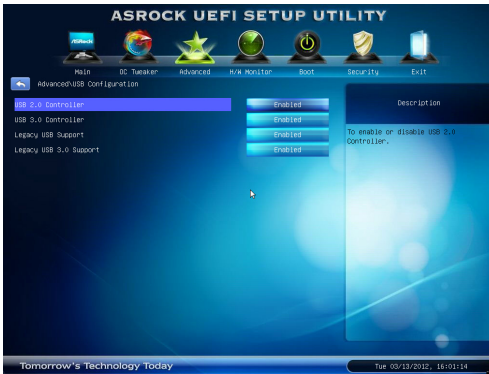 ASROCK UEFI SETUP UTILITY
ASRock
Main OC Tweaker Advanced H/W Monitor Boot Security Exit
Advanced\USB Configuration
USB 2.0 Controller Enabled
USB 3.0 Controller Enabled
Legacy USB Support Enabled
Legacy USB 3.0 Support Enabled
Description
To enable or disable USB 2.0
Controller.
Tomorrow's Technology Today
Tue 03/13/2012, 16:01:14